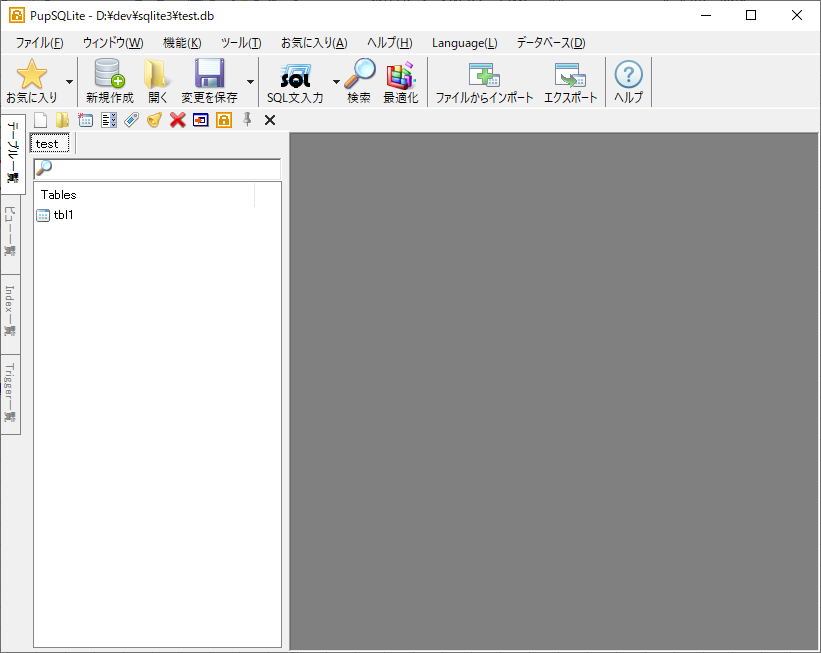 PupSQLite - D:¥dev¥sqlite3¥test.db
ファイル(F) ウィンドウ(W) 機能(K) ツール(T) お気に入り(A) ヘルプ(H) Language(L) データベース(D)
sql
お気に入り 新規作成 開く 変更を保存 SQL文入力 検索 最適化 ファイルからインポート エクスポート ヘルプ
test
テーブル一覧
ビュー一覧
Index一覧
Trigger一覧
Tables
tbl1